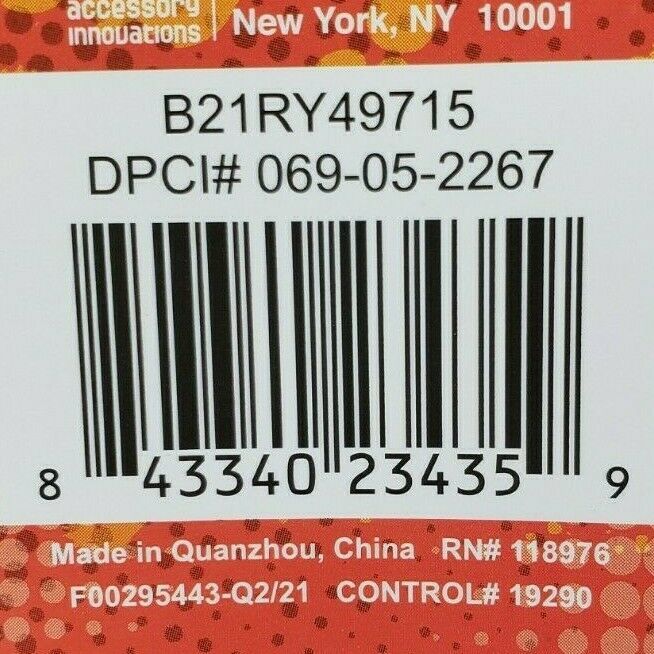 accessory
innovations
New York, NY 10001
B21RY49715
DPCI# 069-05-2267
8 43340 23435 9
Made in Quanzhou, China RN# 118976
F00295443-Q2/21 CONTROL# 19290